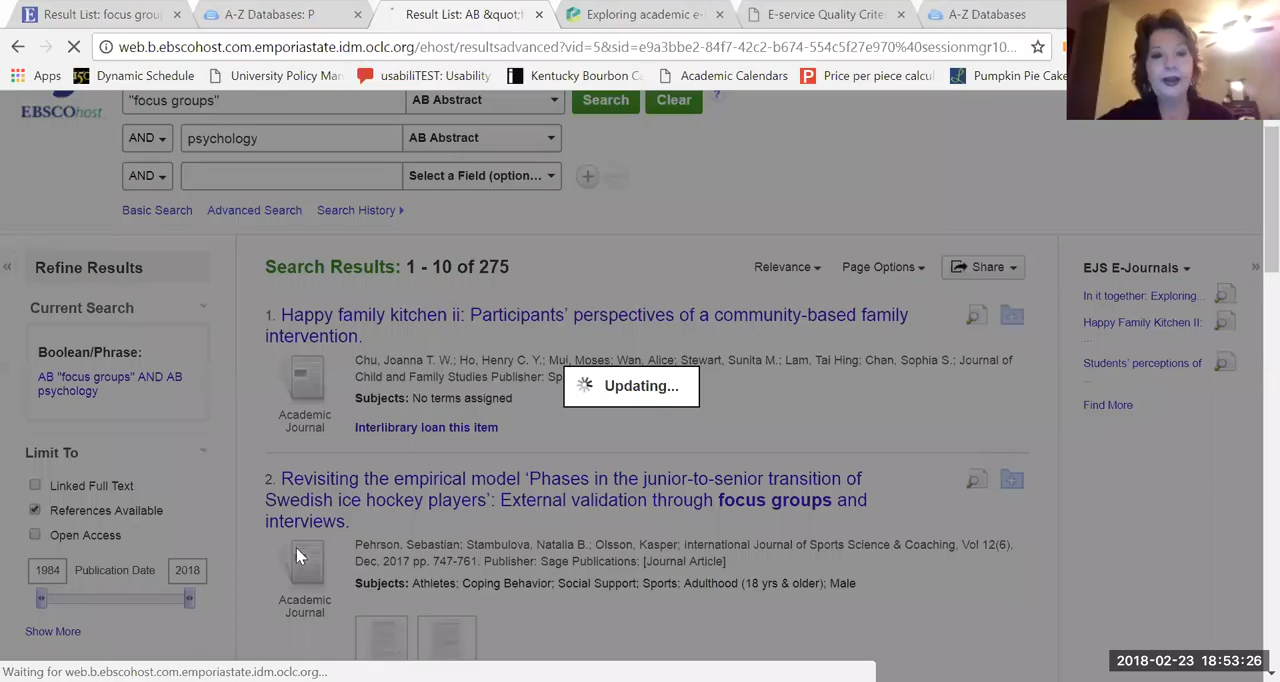 Result List: focus grou
A-Z Databases: P
Result List: AB &quot;f
Exploring academic e-l
E-service Quality Crite
A-Z Databases
web.b.ebscohost.com.emporiastate.idm.oclc.org/ehost/resultsadvanced?vid=5&sid=e9a3bbe2-84f7-42c2-b674-554c5f27e970%40sessionmgr10...
Apps
Dynamic Schedule
University Policy Man
usabiliTEST: Usability
Kentucky Bourbon C
Academic Calendars
Price per piece calcul
Pumpkin Pie Cake
EBSCOhost
"focus groups"
AB Abstract
Search
Clear
?
AND
psychology
AB Abstract
AND
Select a Field (option...
Basic Search
Advanced Search
Search History
Refine Results
Search Results: 1 - 10 of 275
Relevance
Page Options
Share
EJS E-Journals
Current Search
Boolean/Phrase:
AB "focus groups" AND AB
psychology
Limit To
Linked Full Text
References Available
Open Access
1984
Publication Date
2018
Show More
1. Happy family kitchen ii: Participants' perspectives of a community-based family
intervention.
Chu, Joanna T. W.; Ho, Henry C. Y.; Mui, Moses; Wan, Alice; Stewart, Sunita M.; Lam, Tai Hing; Chan, Sophia S.; Journal of
Child and Family Studies Publisher: Sp
Subjects: No terms assigned
Academic
Journal
Interlibrary loan this item
Updating...
2. Revisiting the empirical model 'Phases in the junior-to-senior transition of
Swedish ice hockey players': External validation through focus groups and
interviews.
Pehrson, Sebastian; Stambulova, Natalia B.; Olsson, Kasper; International Journal of Sports Science & Coaching, Vol 12(6),
Dec, 2017 pp. 747-761. Publisher: Sage Publications; [Journal Article]
Subjects: Athletes; Coping Behavior; Social Support; Sports; Adulthood (18 yrs & older); Male
Academic
Journal
In it together: Exploring...
Happy Family Kitchen II:
...
Students' perceptions of
...
Find More
Waiting for web.b.ebscohost.com.emporiastate.idm.oclc.org...
2018-02-23 18:53:26